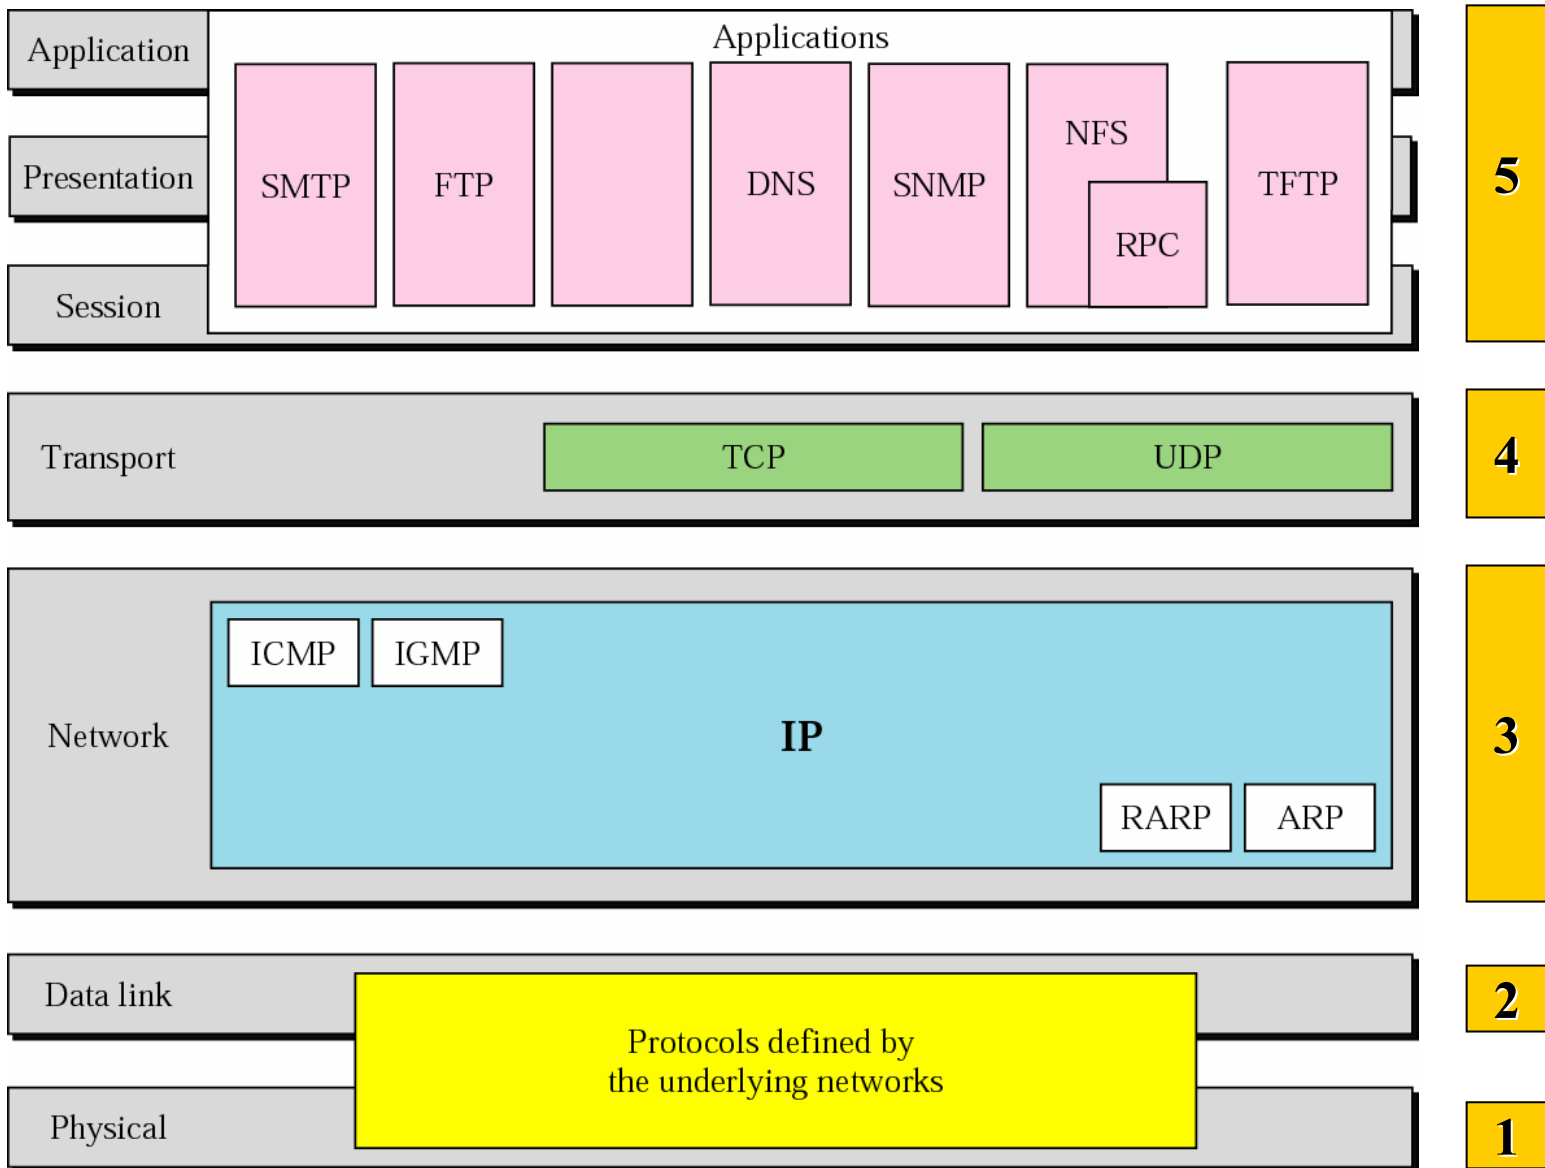 Application
Applications
Presentation
SMTP
FTP
DNS
SNMP
NFS
RPC
TFTP
5
Session
Transport
TCP
UDP
4
Network
ICMP
IGMP
IP
RARP
ARP
3
Data link
2
Protocols defined by
the underlying networks
Physical
1